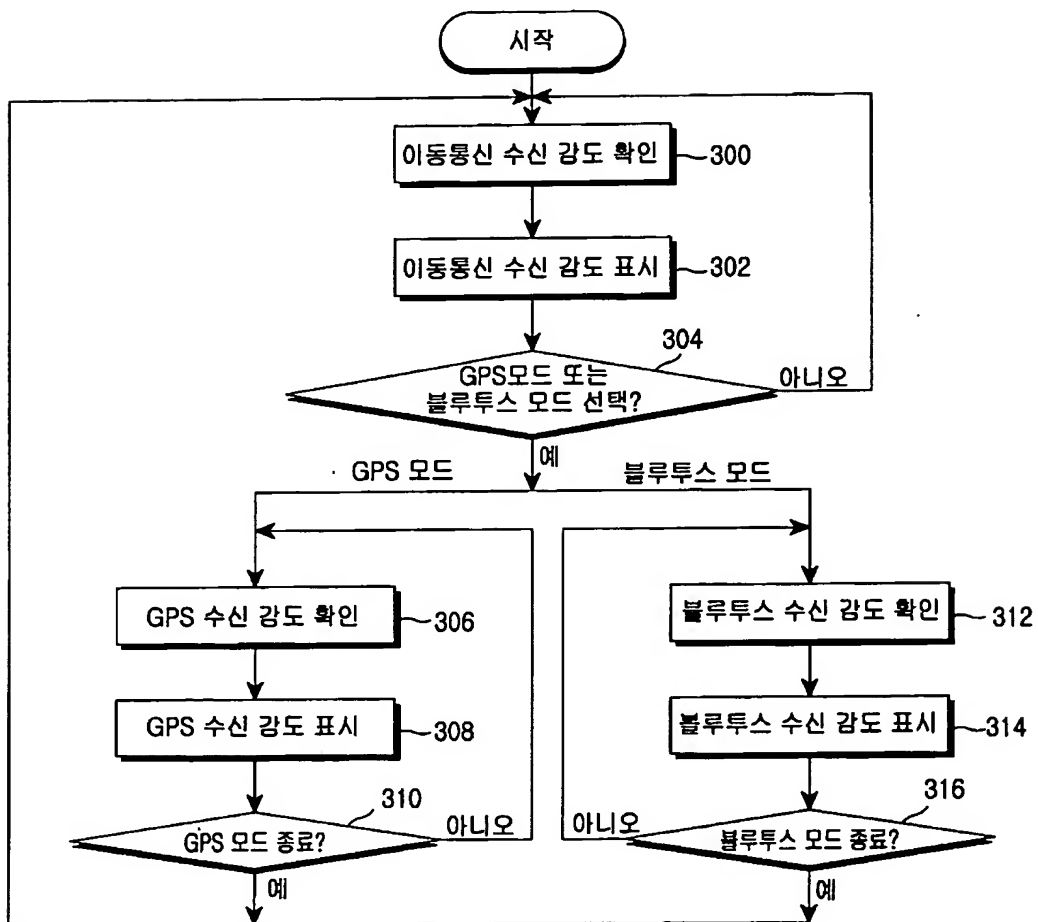 시작
이동통신 수신 감도 확인
300
이동통신 수신 감도 표시
302
304
GPS모드 또는
블루투스 모드 선택?
아니오
예
GPS 모드
블루투스 모드
GPS 수신 감도 확인
306
블루투스 수신 감도 확인
312
GPS 수신 감도 표시
308
블루투스 수신 감도 표시
314
310
GPS 모드 종료?
아니오
316
아니오
블루투스 모드 종료?
예
예